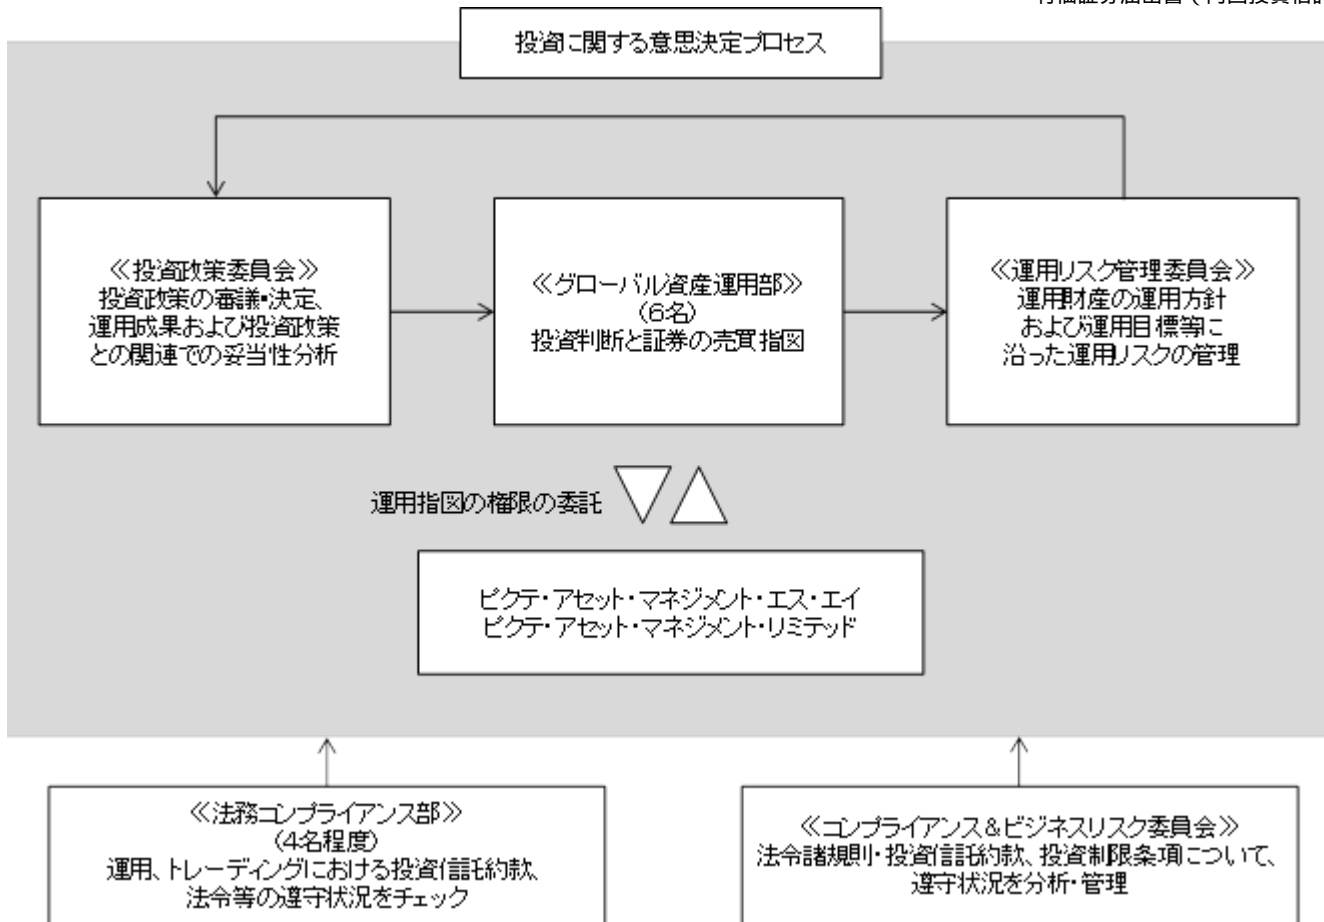 投資に関する意思決定プロセス
≪投資政策委員会≫
投資政策の審議・決定、
運用成果および投資政策
との関連での妥当性分析
≪グローバル資産運用部≫
(6名)
投資判断と証券の売買指図
≪運用リスク管理委員会≫
運用財産の運用方針
および運用目標等に
沿った運用リスクの管理
運用指図の権限の委託
ピクテ・アセット・マネジメント・エス・エイ
ピクテ・アセット・マネジメント・リミテッド
≪法務コンプライアンス部≫
(4名程度)
運用、トレーディングにおける投資信託約款、
法令等の遵守状況をチェック
≪コンプライアンス&ビジネスリスク委員会≫
法令諸規則・投資信託約款、投資制限条項について、
遵守状況を分析・管理